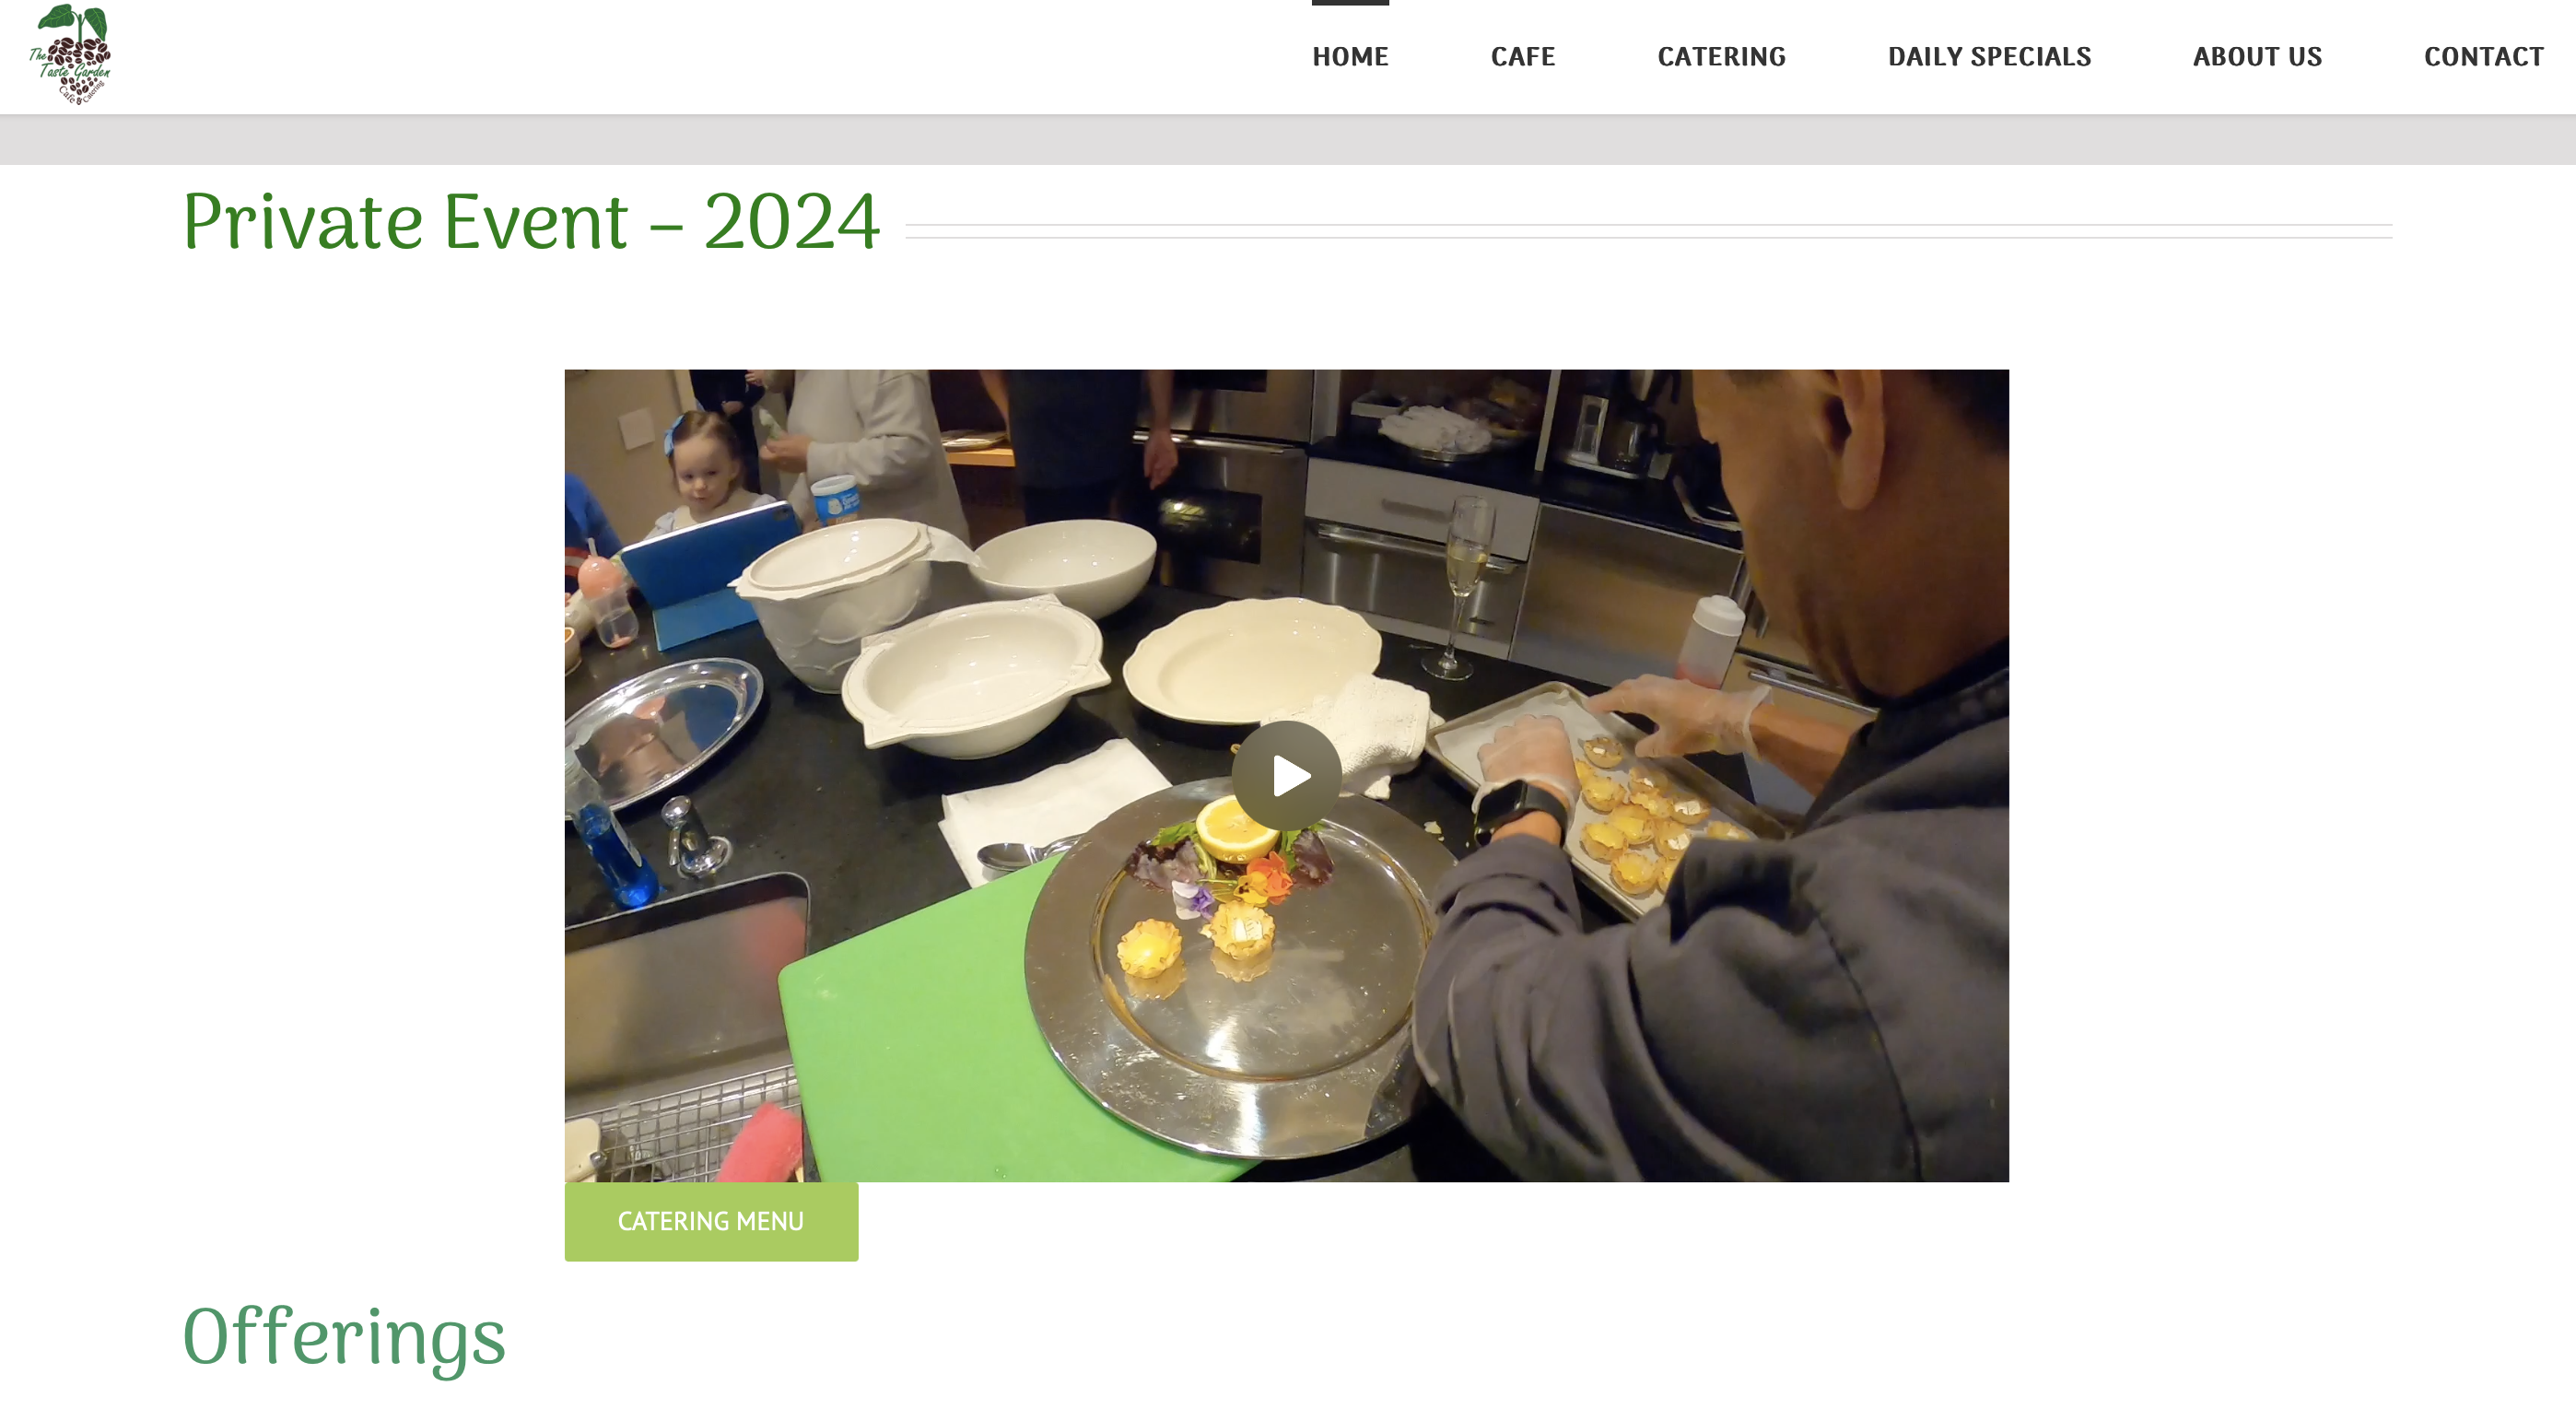 The
Taste Garden
Cafe & Catering
HOME
CAFE
CATERING
DAILY SPECIALS
ABOUT US
CONTACT
Private Event – 2024
CATERING MENU
Offerings